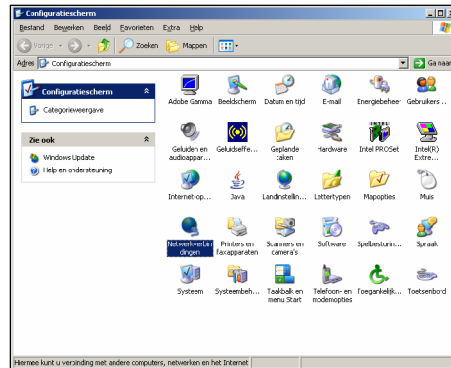 Configuratiescherm
Bestand Bewerken Beeld Favorieten Extra Help
Vorige Zoeken Mappen
Adres Configuratiescherm Ga naar
Configuratiescherm
Categorieweergave
Zie ook
Windows Update
Help en ondersteuning
Adobe Gamma Beeldscherm Datum en tijd E-mail Energiebeheer Gebruikers ...
Geluiden en audioappar... Geluidseffe... Geplande taken Hardware Intel PROSet Intel(R) Extre...
Internet-op... Java Landinstellin... Lettertypen Mapopties Muis
Netwerkverbin dingen Printers en faxapparaten Scanners en camera's Software Spelbesturin... Spraak
Systeem Systeembeh... Taakbalk en menu Start Telefoon- en modemopties Toegankelijk... Toetsenbord
Hiermee kunt u verbinding met andere computers, netwerken en het Internet